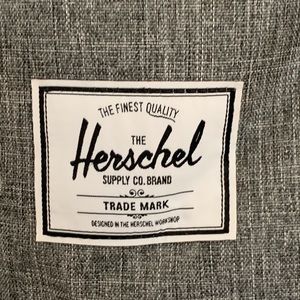 THE FINEST QUALITY
THE
Herschel
SUPPLY CO. BRAND
TRADE MARK
DESIGNED IN THE HERSCHEL WORKSHOP